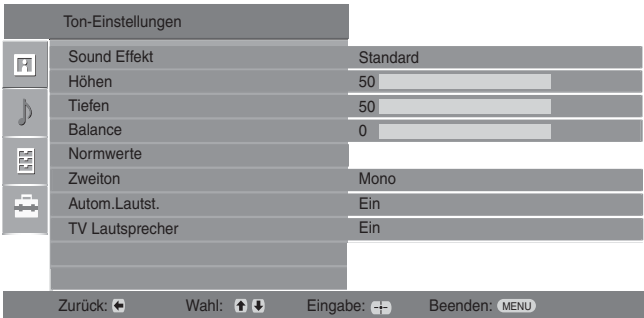 Ton-Einstellungen
Sound Effekt Standard
Höhen 50
Tiefen 50
Balance 0
Normwerte
Zweiton Mono
Autom.Lautst. Ein
TV Lautsprecher Ein
Zurück: Wahl: Eingabe: Beenden: MENU